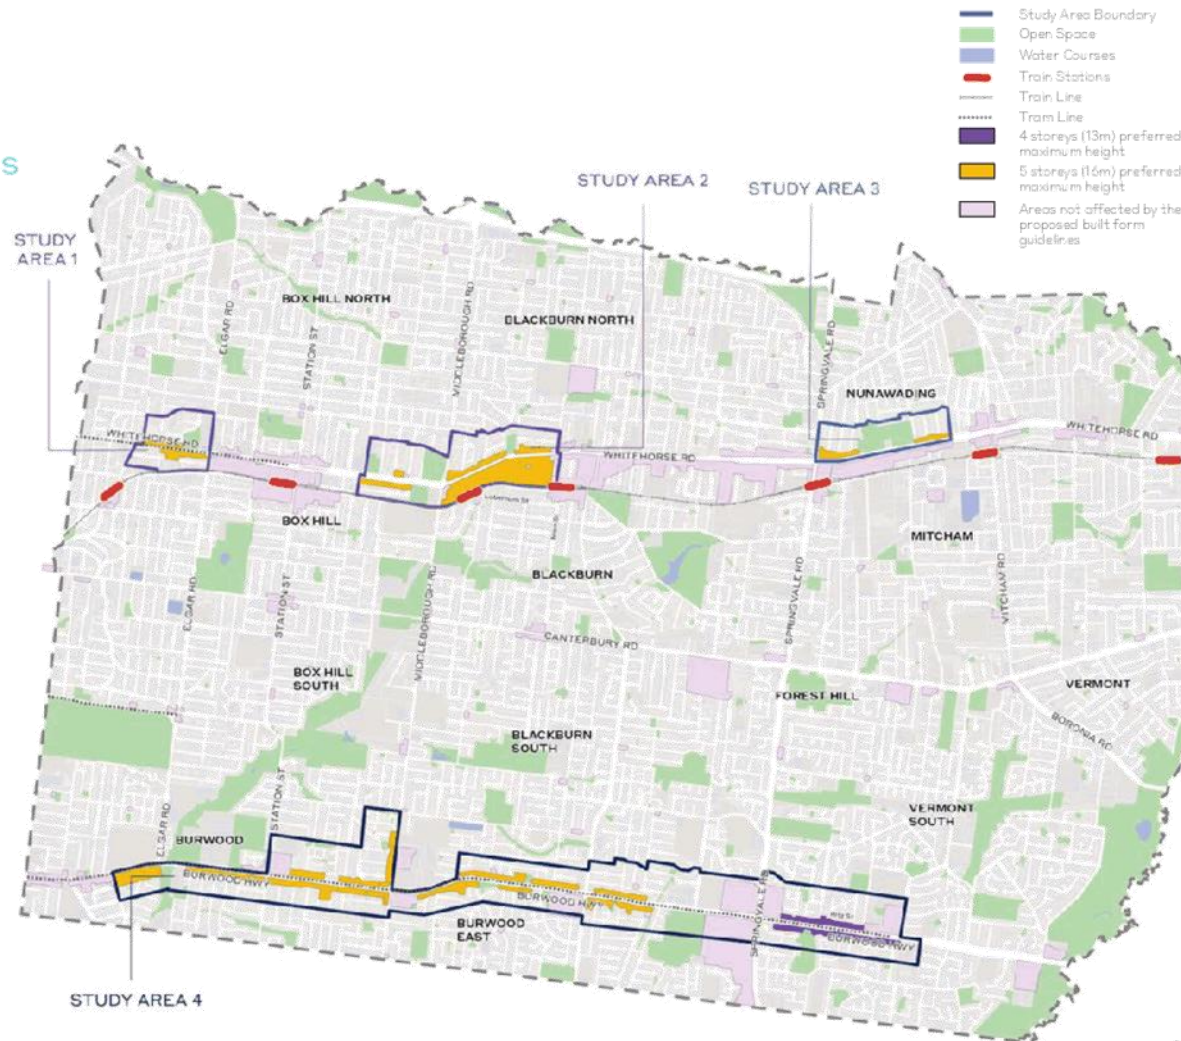 Study Area Boundary
Open Space
Water Courses
Train Stations
Train Line
Tram Line
4 storeys (13m) preferred
maximum height
5 storeys (16m) preferred
maximum height
Areas not affected by the
proposed built form
guidelines
S
STUDY AREA 2
STUDY AREA 3
STUDY
AREA 1
BOX HILL NORTH
BLACKBURN NORTH
ELGAR RD
STATION ST
MIDDLEBOROUGH RD
SPRINGVALE RD
NUNAWADING
WHITEHORSE RD
WHITEHORSE RD
WHITEHORSE RD
BOX HILL
MITCHAM
BLACKBURN
ELGAR RD
STATION ST
MIDDLEBOROUGH RD
SPRINGVALE RD
MITCHAM RD
CANTERBURY RD
BOX HILL
SOUTH
FOREST HILL
VERMONT
BORONIA RD
BLACKBURN
SOUTH
VERMONT
SOUTH
ELGAR RD
STATION ST
BURWOOD
BURWOOD HWY
BURWOOD HWY
SPRINGVALE RD
BURWOOD HWY
BURWOOD
EAST
STUDY AREA 4